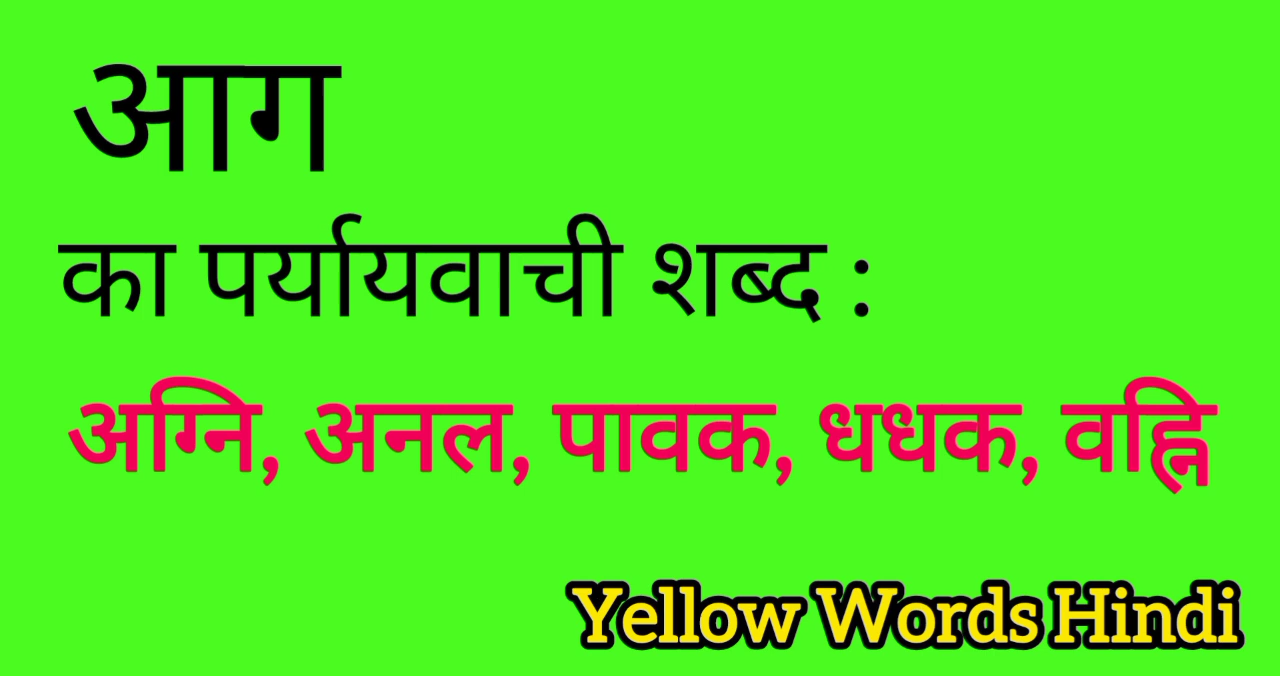 आग
का पर्यायवाची शब्द :
अग्नि, अनल, पावक, धधक, वह्नि
Yellow Words Hindi